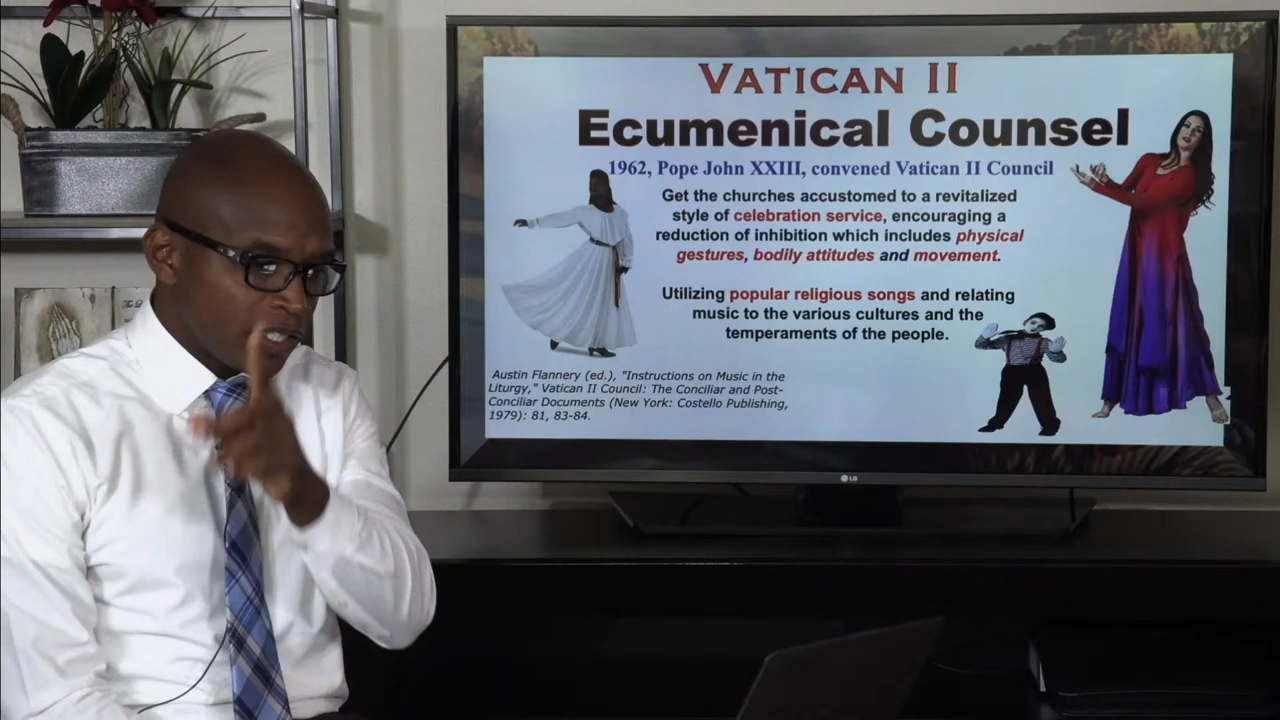 VATICAN II
Ecumenical Counsel
1962, Pope John XXIII, convened Vatican II Council
Get the churches accustomed to a revitalized
style of celebration service, encouraging a
reduction of inhibition which includes physical
gestures, bodily attitudes and movement.
Utilizing popular religious songs and relating
music to the various cultures and the
temperaments of the people.
Austin Flannery (ed.), "Instructions on Music in the
Liturgy," Vatican II Council: The Conciliar and Post-
Conciliar Documents (New York: Costello Publishing,
1979): 81, 83-84.
LG